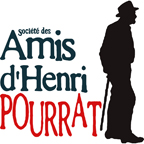 société des
Amis
d'Henri
POURRAT